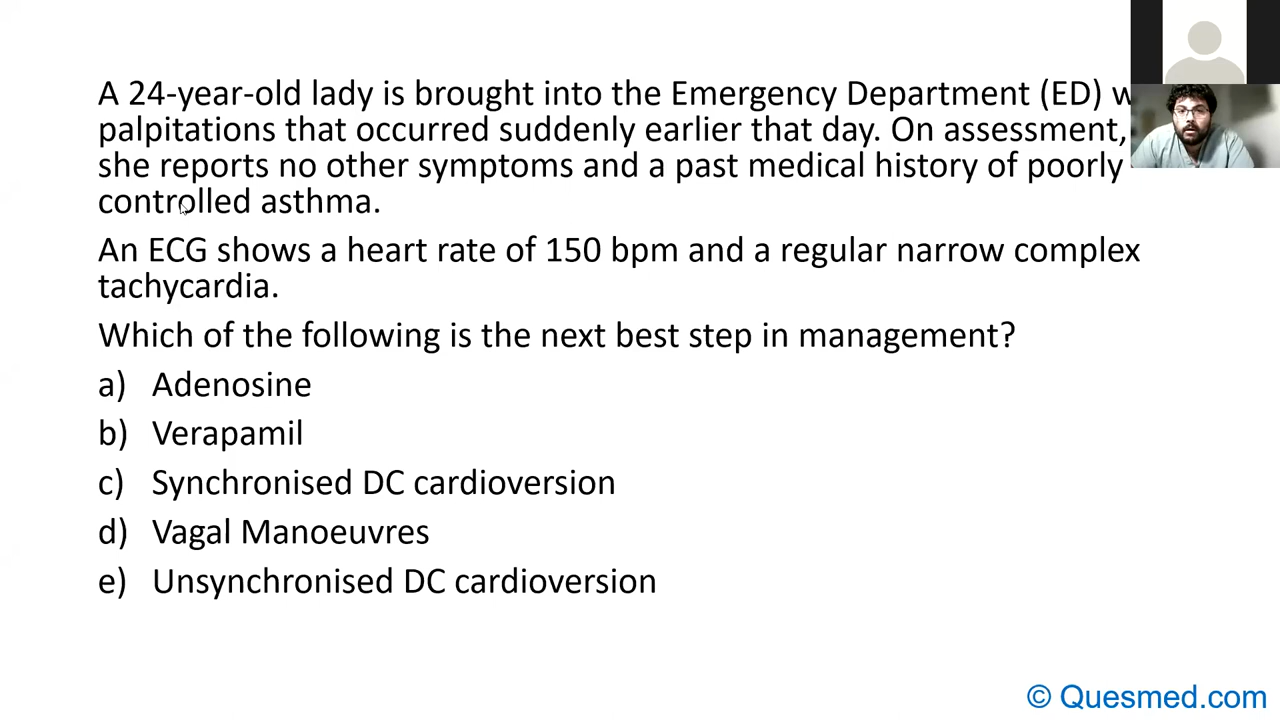 A 24-year-old lady is brought into the Emergency Department (ED)
palpitations that occurred suddenly earlier that day. On assessment,
she reports no other symptoms and a past medical history of poorly
controlled asthma.
An ECG shows a heart rate of 150 bpm and a regular narrow complex
tachycardia.
Which of the following is the next best step in management?
a) Adenosine
b) Verapamil
c) Synchronised DC cardioversion
d) Vagal Manoeuvres
e) Unsynchronised DC cardioversion
© Quesmed.com